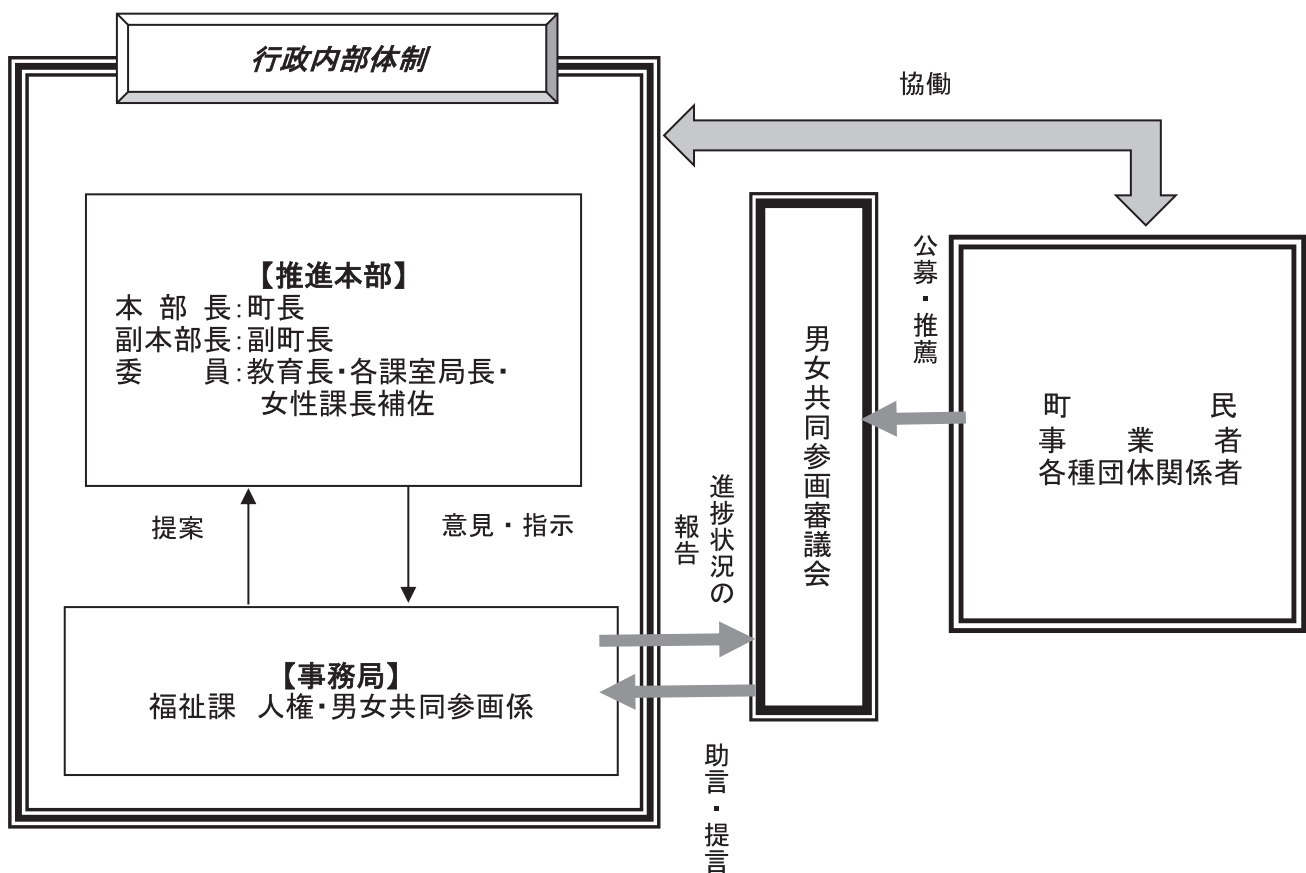 行政内部体制
協働
【推進本部】
本 部 長：町長
副本部長：副町長
委　　員：教育長・各課室局長・
女性課長補佐
提案
意見・指示
【事務局】
福祉課　人権・男女共同参画係
進捗状況の
報告
助言・提言
男女共同参画審議会
公募・推薦
町　　　　民
事　　業　　者
各種団体関係者